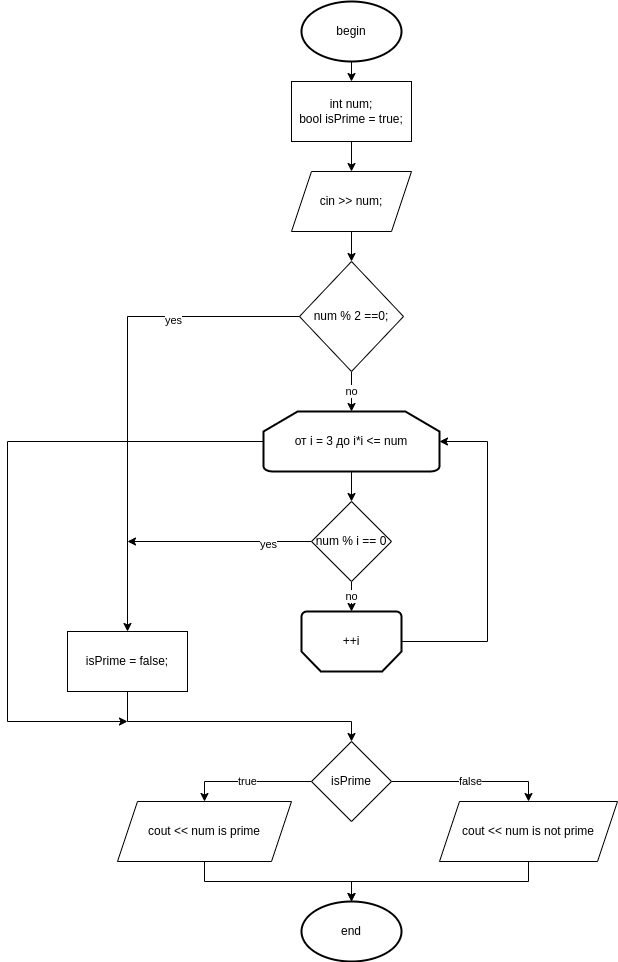 begin
int num;
bool isPrime = true;
cin >> num;
num % 2 ==0;
yes
no
от i = 3 до i*i <= num
num % i == 0
yes
no
++i
isPrime = false;
isPrime
true
false
cout << num is prime
cout << num is not prime
end